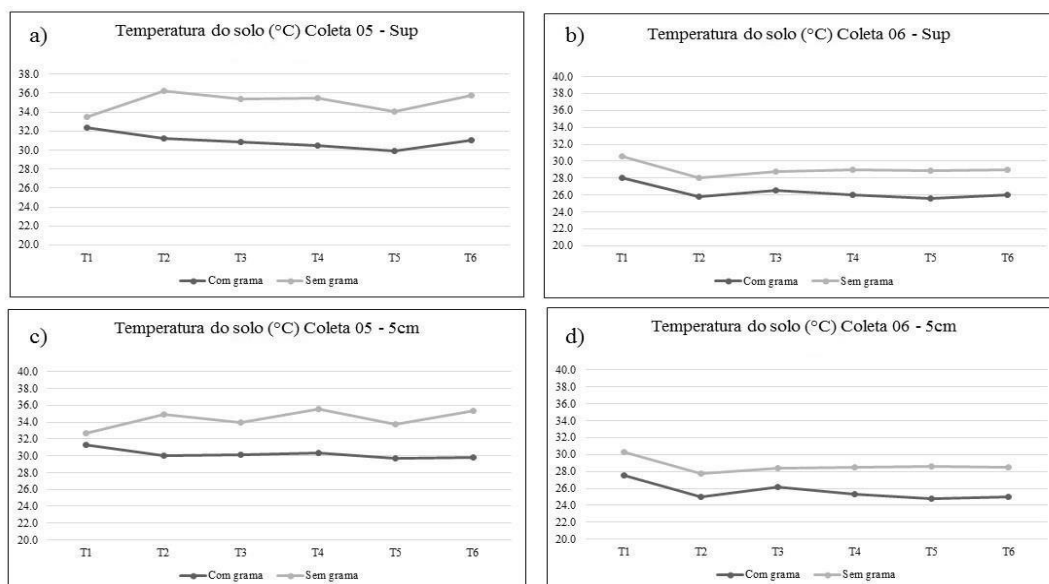 a)
Temperatura do solo (°C) Coleta 05 - Sup
38.0
36.0
34.0
32.0
30.0
28.0
26.0
24.0
22.0
20.0
T1 T2 T3 T4 T5 T6
Com grama Sem grama
b)
Temperatura do solo (°C) Coleta 06 - Sup
40.0
38.0
36.0
34.0
32.0
30.0
28.0
26.0
24.0
22.0
20.0
T1 T2 T3 T4 T5 T6
Com grama Sem grama
c)
Temperatura do solo (°C) Coleta 05 - 5cm
40.0
38.0
36.0
34.0
32.0
30.0
28.0
26.0
24.0
22.0
20.0
T1 T2 T3 T4 T5 T6
Com grama Sem grama
d)
Temperatura do solo (°C) Coleta 06 - 5cm
40.0
38.0
36.0
34.0
32.0
30.0
28.0
26.0
24.0
22.0
20.0
T1 T2 T3 T4 T5 T6
Com grama Sem grama